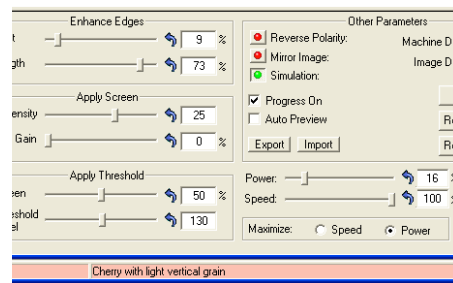 Enhance Edges
9 %
73 %
Apply Screen
25
Gain 0 %
Apply Threshold
50 %
130
Other Parameters
Reverse Polarity:
Machine D
Mirror Image:
Image D
Simulation:
Progress On
Auto Preview
Export Import
Power: 16
Speed: 100 %
Maximize: Speed Power
Cherry with light vertical grain